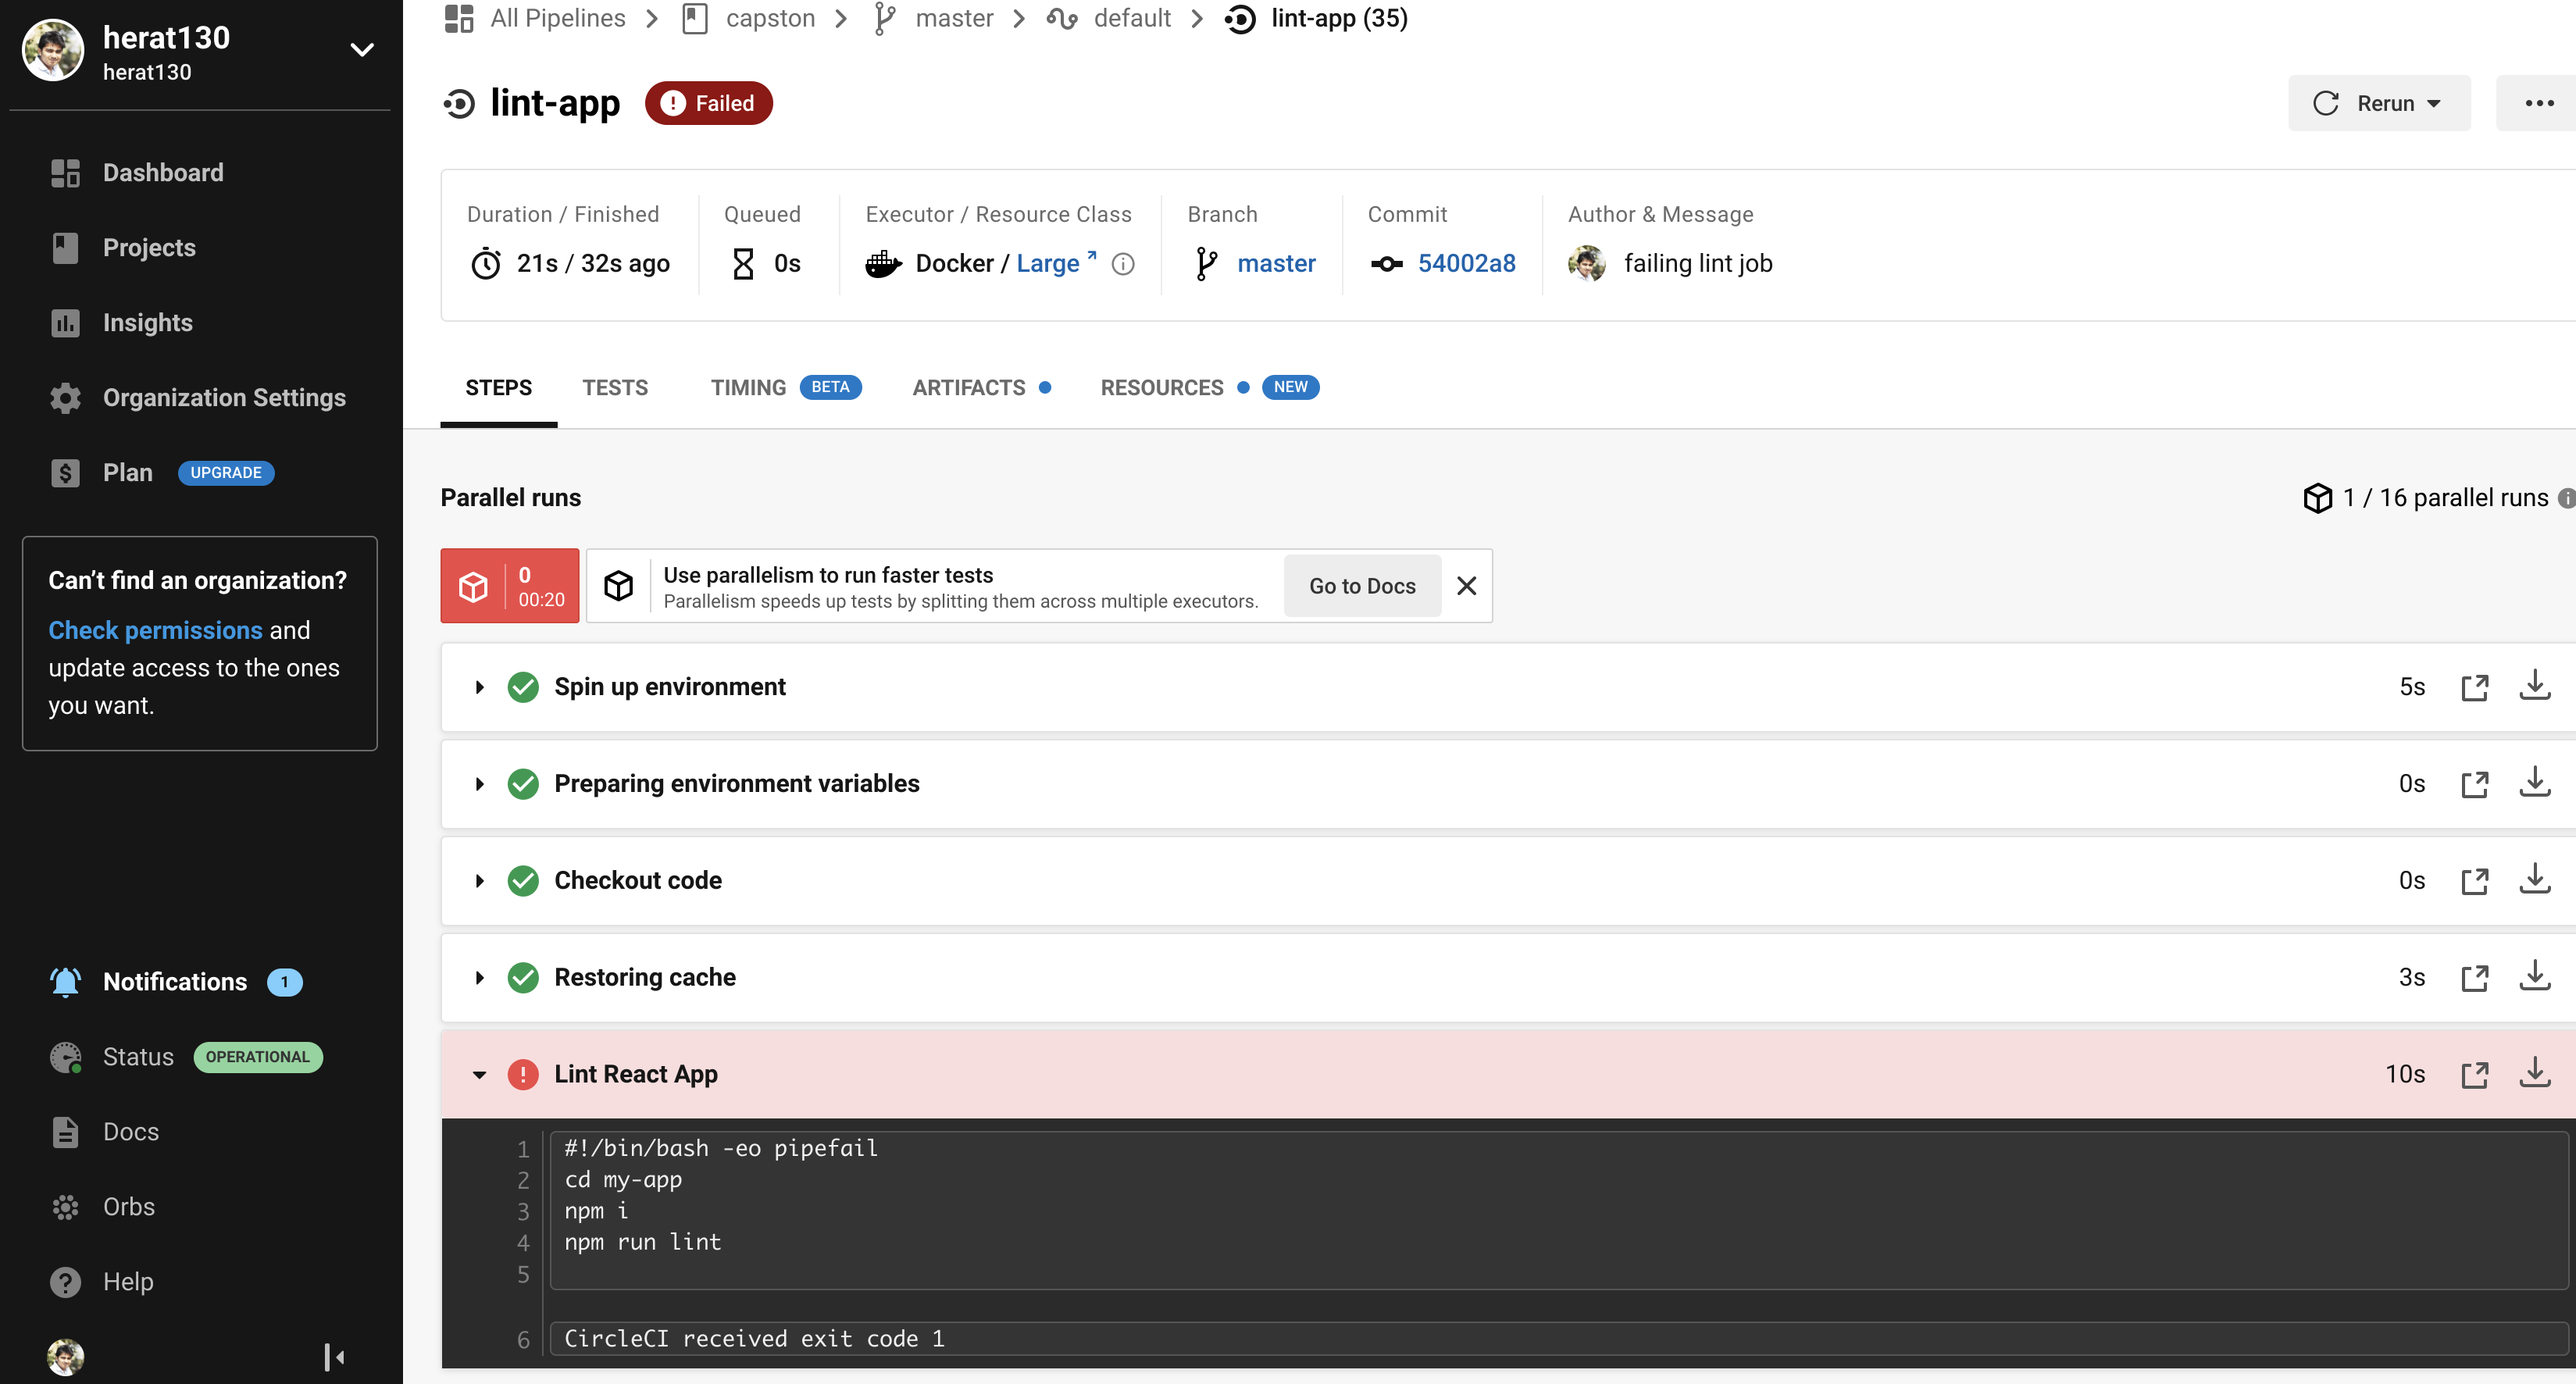 herat130
herat130
Dashboard
Projects
Insights
Organization Settings
Plan UPGRADE
Can’t find an organization?
Check permissions and
update access to the ones
you want.
Notifications 1
Status OPERATIONAL
Docs
Orbs
Help
All Pipelines capston master default lint-app (35)
lint-app Failed
Rerun
Duration / Finished
21s / 32s ago
Queued
0s
Executor / Resource Class
Docker / Large
Branch
master
Commit
54002a8
Author & Message
failing lint job
STEPS TESTS TIMING BETA ARTIFACTS RESOURCES NEW
Parallel runs
1 / 16 parallel runs
0
00:20
Use parallelism to run faster tests
Parallelism speeds up tests by splitting them across multiple executors.
Go to Docs
Spin up environment 5s
Preparing environment variables 0s
Checkout code 0s
Restoring cache 3s
Lint React App 10s
1 #!/bin/bash -eo pipefail
2 cd my-app
3 npm i
4 npm run lint
5
6 CircleCI received exit code 1